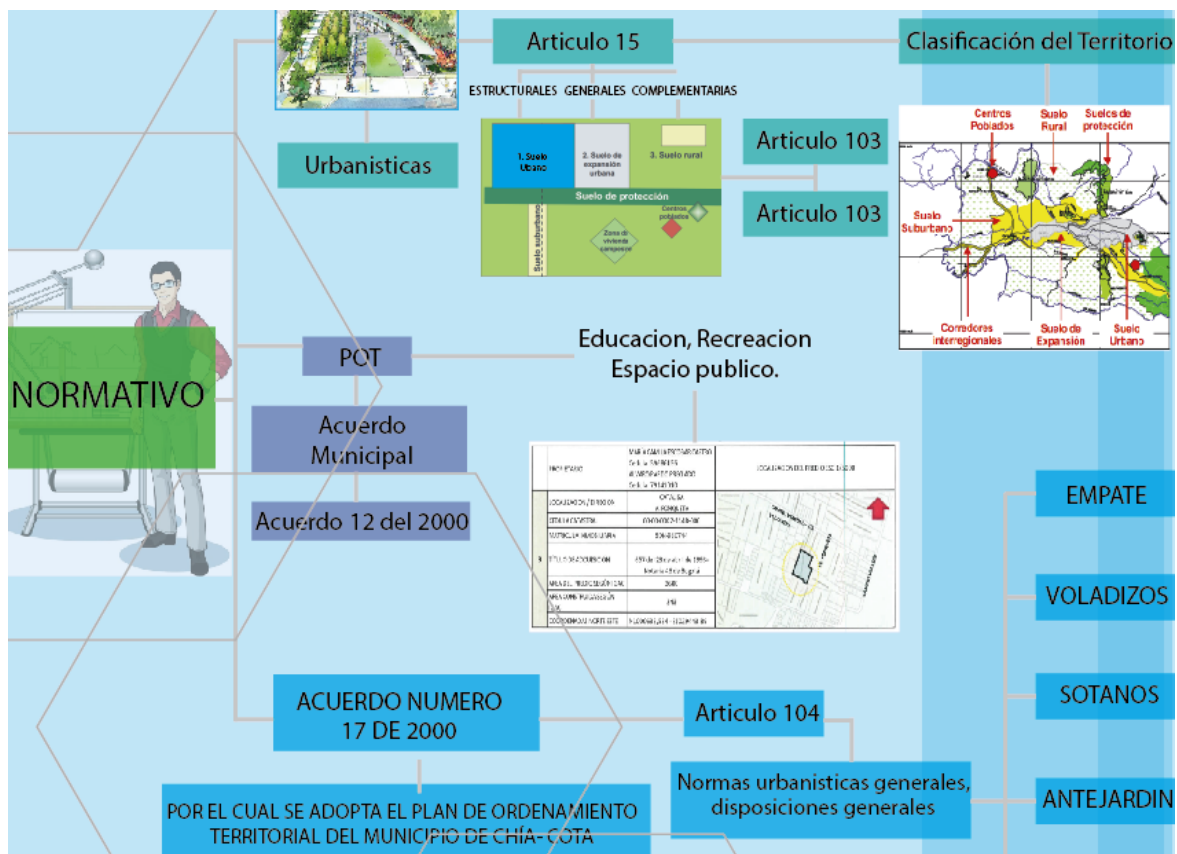 Articulo 15
Clasificación del Territorio
ESTRUCTURALES GENERALES COMPLEMENTARIAS
Urbanisticas
1. Suelo
Ubano
2. Suelo de
expansión
urbana
3. Suelo rural
Suelo de protección
Suelo suburbano
Centros
poblados
Zona de
vivienda
campesina
Articulo 103
Articulo 103
Centros
Poblados
Suelo
Rural
Suelos de
protección
Suelo
Suburbano
Corredores
interregionales
Suelo de
Expansión
Suelo
Urbano
NORMATIVO
POT
Educacion, Recreacion
Espacio publico.
Acuerdo
Municipal
Acuerdo 12 del 2000
ACUERDO NUMERO
17 DE 2000
POR EL CUAL SE ADOPTA EL PLAN DE ORDENAMIENTO
TERRITORIAL DEL MUNICIPIO DE CHÍA- COTA
Articulo 104
Normas urbanisticas generales,
disposiciones generales
EMPATE
VOLADIZOS
SOTANOS
ANTEJARDIN